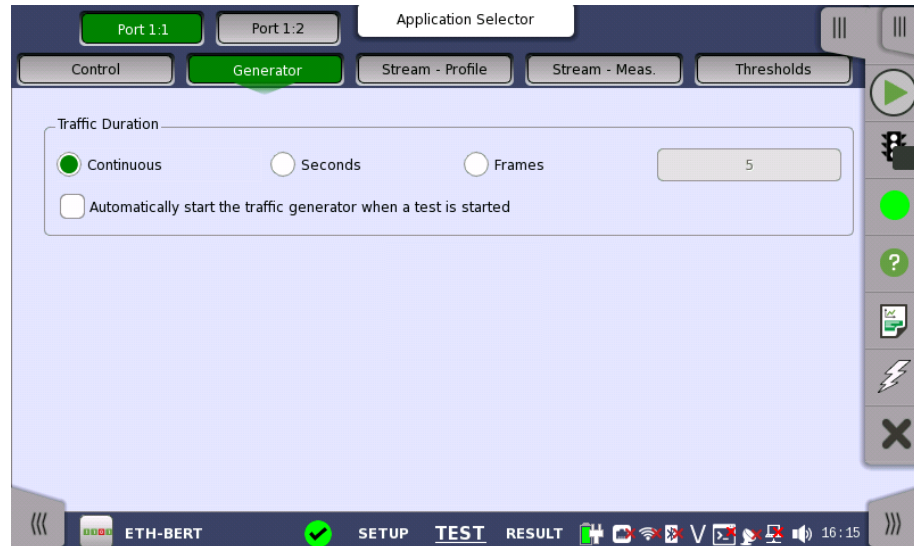 Port 1:1 Port 1:2 Application Selector
Control Generator Stream - Profile Stream - Meas. Thresholds
Traffic Duration
Continuous Seconds Frames 5
Automatically start the traffic generator when a test is started
ETH-BERT SETUP TEST RESULT V 16:15